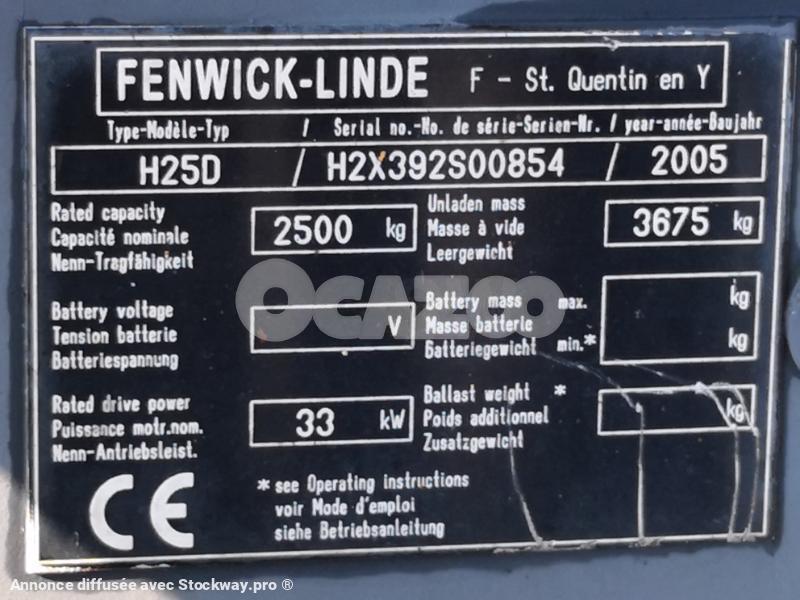 FENWICK-LINDE F - St. Quentin en Y
Type-Modèle-Typ / Serial no.-No. de série-Serien-Nr. / year-année-Baujahr
H25D / H2X392S00854 / 2005
Rated capacity
Capacité nominale
Nenn-Tragfähigkeit
2500 kg
Unladen mass
Masse à vide
Leergewicht
3675 kg
Battery voltage
Tension batterie
Batteriespannung
V
Battery mass max. kg
Masse batterie
Batteriegewicht min.* kg
OCAZOO
Rated drive power
Puissance motr.nom.
Nenn-Antriebsleist.
33 kW
Ballast weight *
Poids additionnel
Zusatzgewicht
kg
CE
* see Operating instructions
voir Mode d'emploi
siehe Betriebsanleitung
Annonce diffusée avec Stockway.pro ®